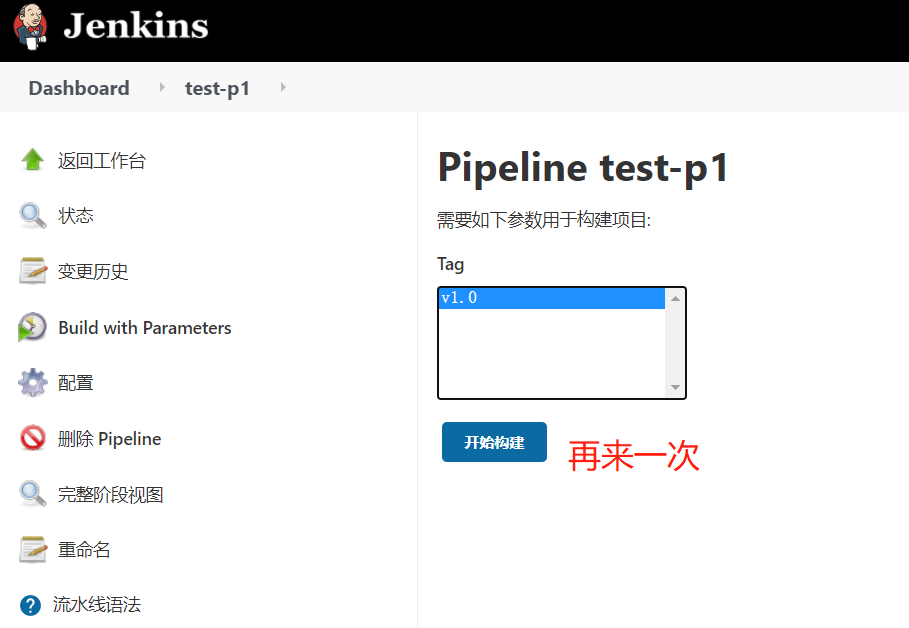 Jenkins
Dashboard test-p1
返回工作台
状态
变更历史
Build with Parameters
配置
删除 Pipeline
完整阶段视图
重命名
流水线语法
Pipeline test-p1
需要如下参数用于构建项目:
Tag
v1.0
开始构建
再来一次